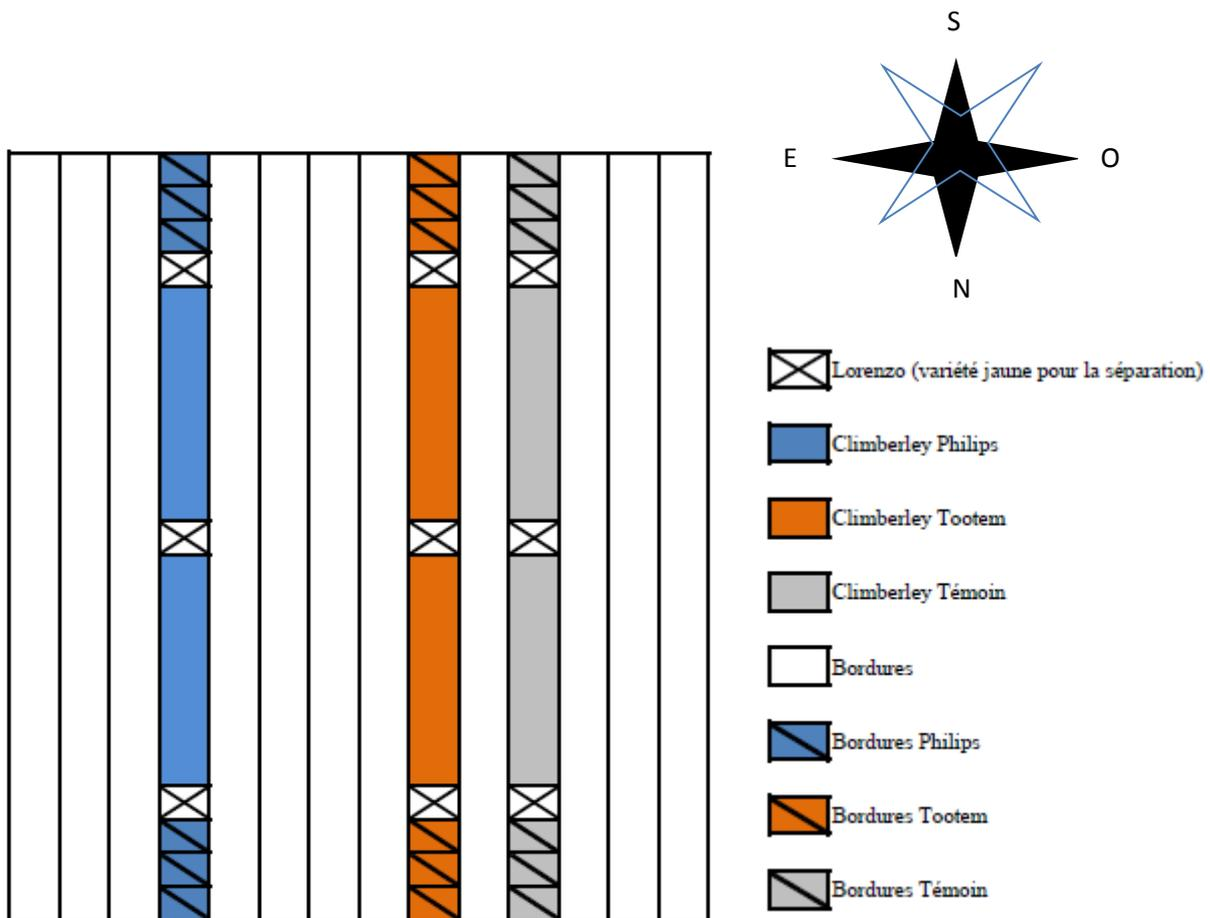 S
E
O
N
Lorenzo (variété jaune pour la séparation)
Climberley Philips
Climberley Tootem
Climberley Témoin
Bordures
Bordures Philips
Bordures Tootem
Bordures Témoin